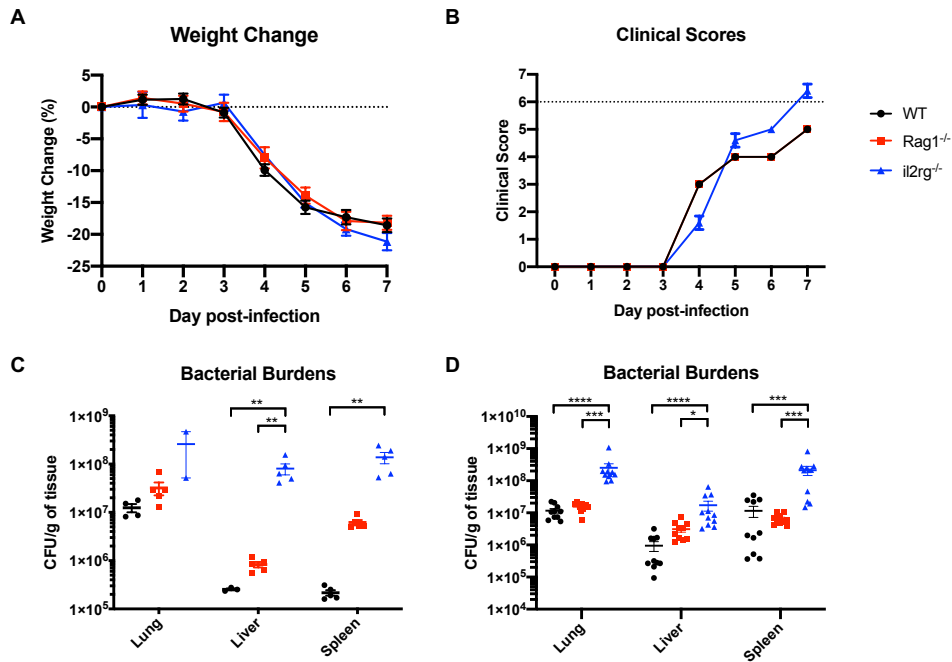 A
Weight Change
5
0
-5
-10
-15
-20
-25
Weight Change (%)
0 1 2 3 4 5 6 7
Day post-infection
B
Clinical Scores
7
6
5
4
3
2
1
0
Clinical Score
0 1 2 3 4 5 6 7
Day post-infection
WT
Rag1-/-
il2rg-/-
C
Bacterial Burdens
1×10⁹
1×10⁸
1×10⁷
1×10⁶
1×10⁵
CFU/g of tissue
**
**
**
Lung Liver Spleen
D
Bacterial Burdens
1×10¹⁰
1×10⁹
1×10⁸
1×10⁷
1×10⁶
1×10⁵
1×10⁴
CFU/g of tissue
**** **** ***
*** * ***
Lung Liver Spleen